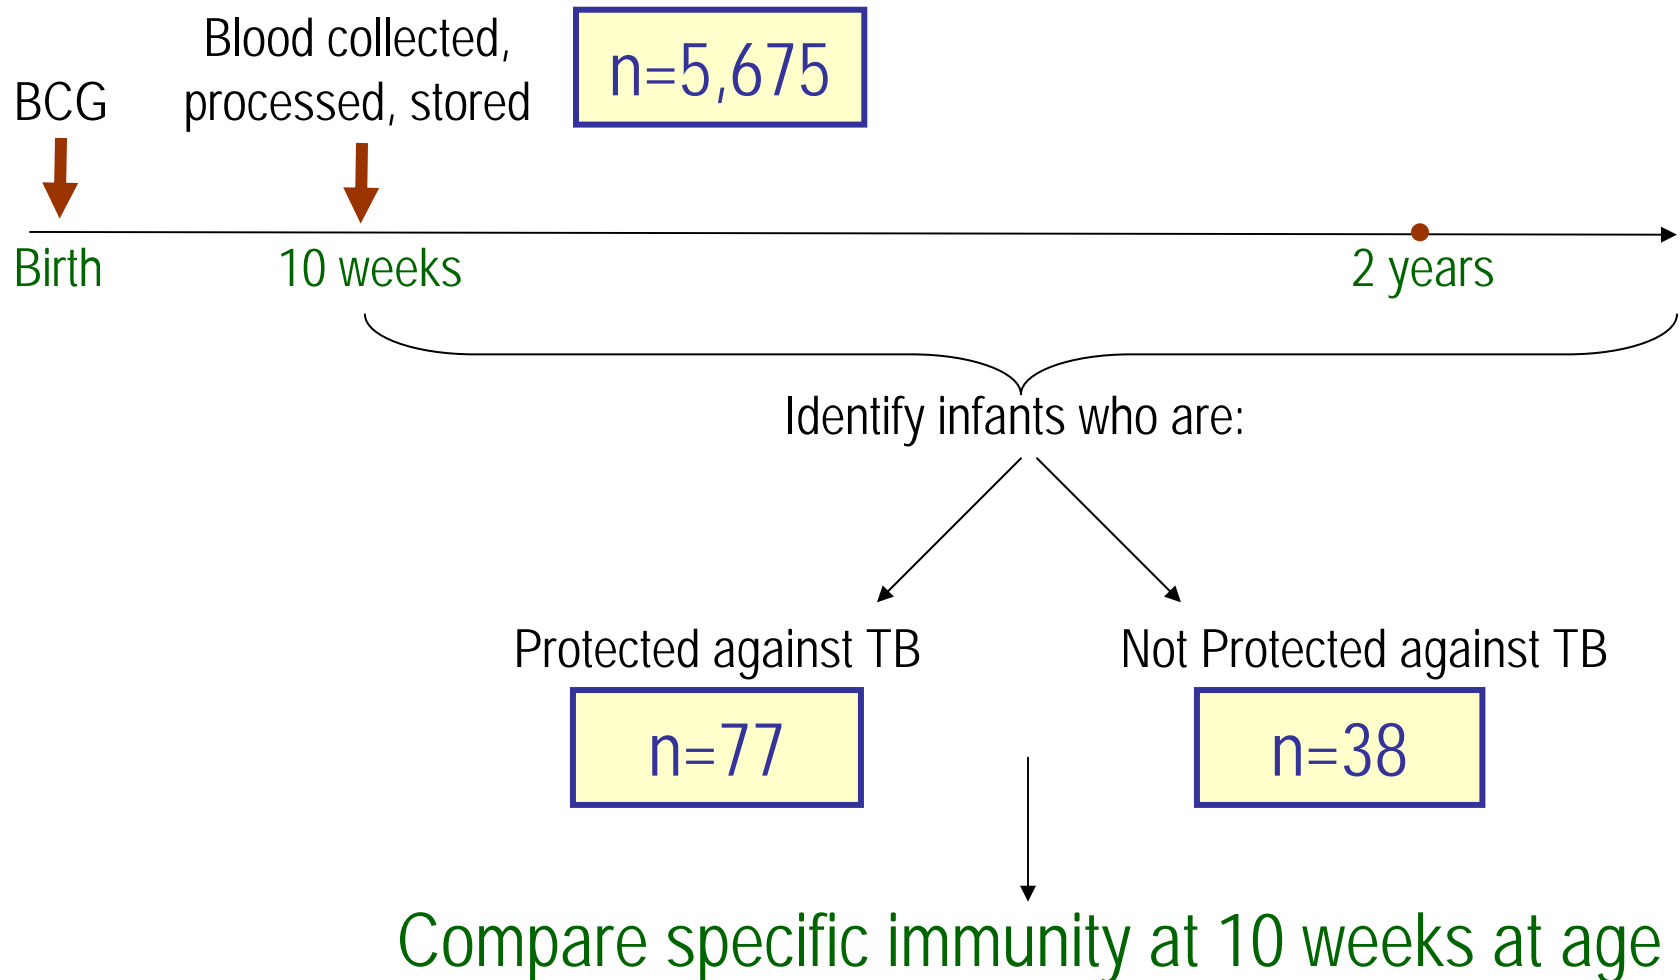 Blood collected,
processed, stored
n=5,675
BCG
Birth
10 weeks
2 years
Identify infants who are:
Protected against TB
Not Protected against TB
n=77
n=38
Compare specific immunity at 10 weeks at age